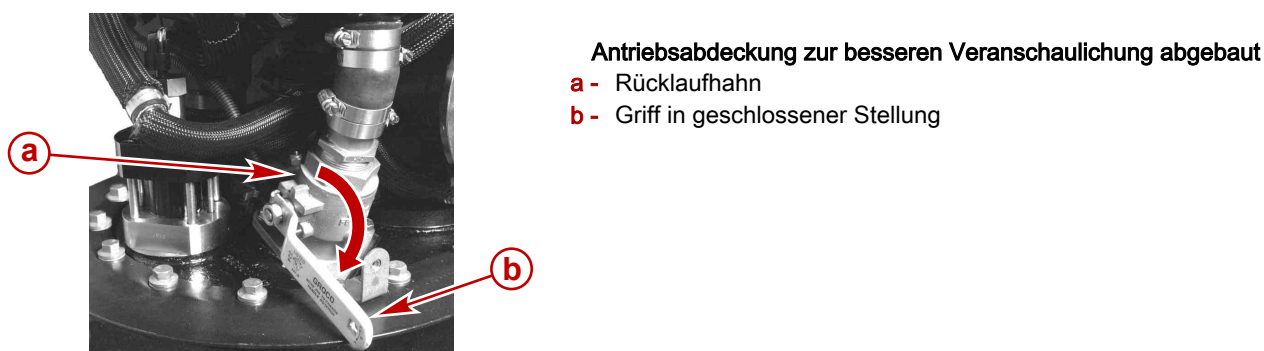 Antriebsabdeckung zur besseren Veranschaulichung abgebaut
a - Rücklaufhahn
b - Griff in geschlossener Stellung
a
b
GROCO